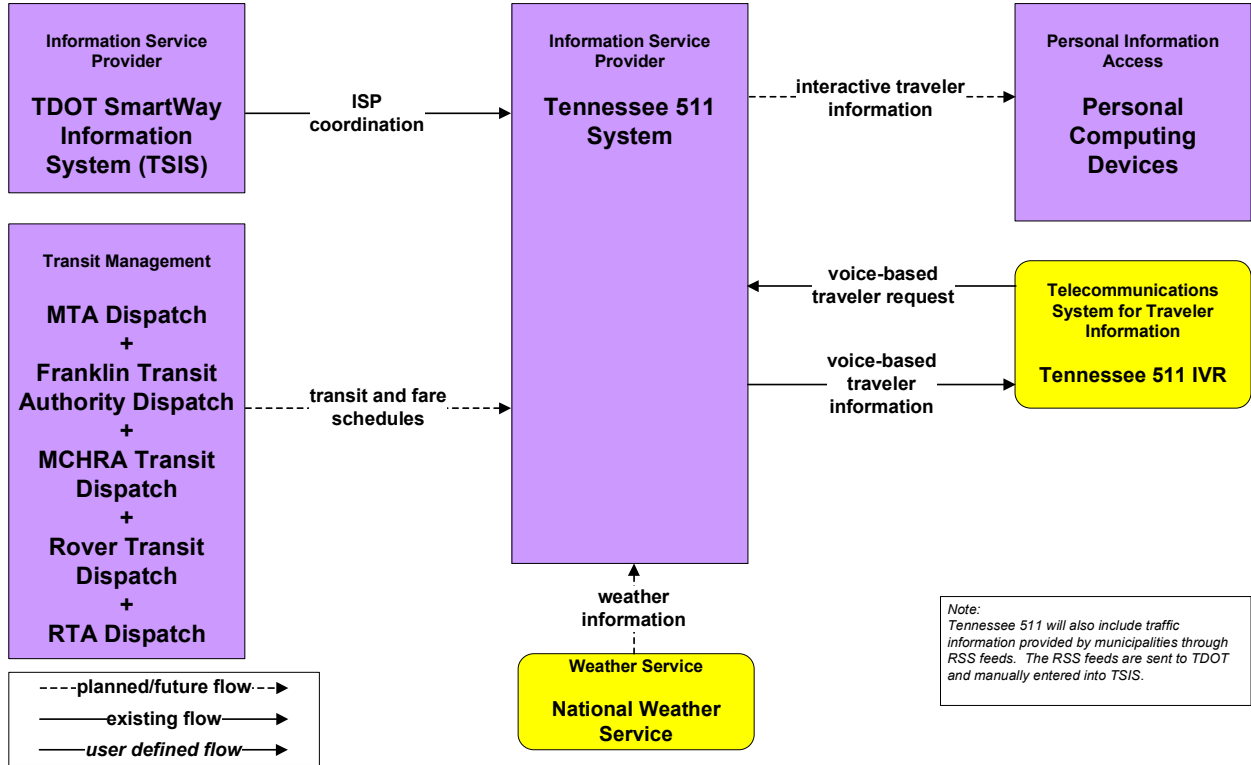 Information Service
Provider
TDOT SmartWay
Information
System (TSIS)
ISP
coordination
Information Service
Provider
Tennessee 511
System
interactive traveler
information
Personal Information
Access
Personal
Computing
Devices
Transit Management
MTA Dispatch
+
Franklin Transit
Authority Dispatch
+
MCHRA Transit
Dispatch
+
Rover Transit
Dispatch
+
RTA Dispatch
transit and fare
schedules
voice-based
traveler request
voice-based
traveler
information
Telecommunications
System for Traveler
Information
Tennessee 511 IVR
weather
information
Weather Service
National Weather
Service
Note:
Tennessee 511 will also include traffic
information provided by municipalities through
RSS feeds. The RSS feeds are sent to TDOT
and manually entered into TSIS.
planned/future flow
existing flow
user defined flow